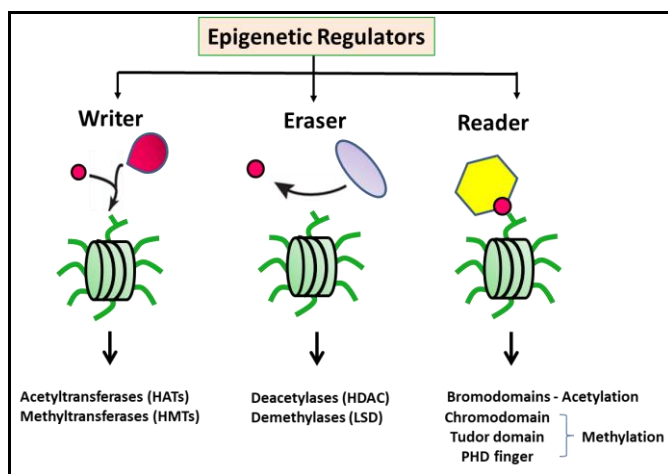 Epigenetic Regulators
Writer
Eraser
Reader
Acetyltransferases (HATs)
Methyltransferases (HMTs)
Deacetylases (HDAC)
Demethylases (LSD)
Bromodomains - Acetylation
Chromodomain
Tudor domain
PHD finger
Methylation